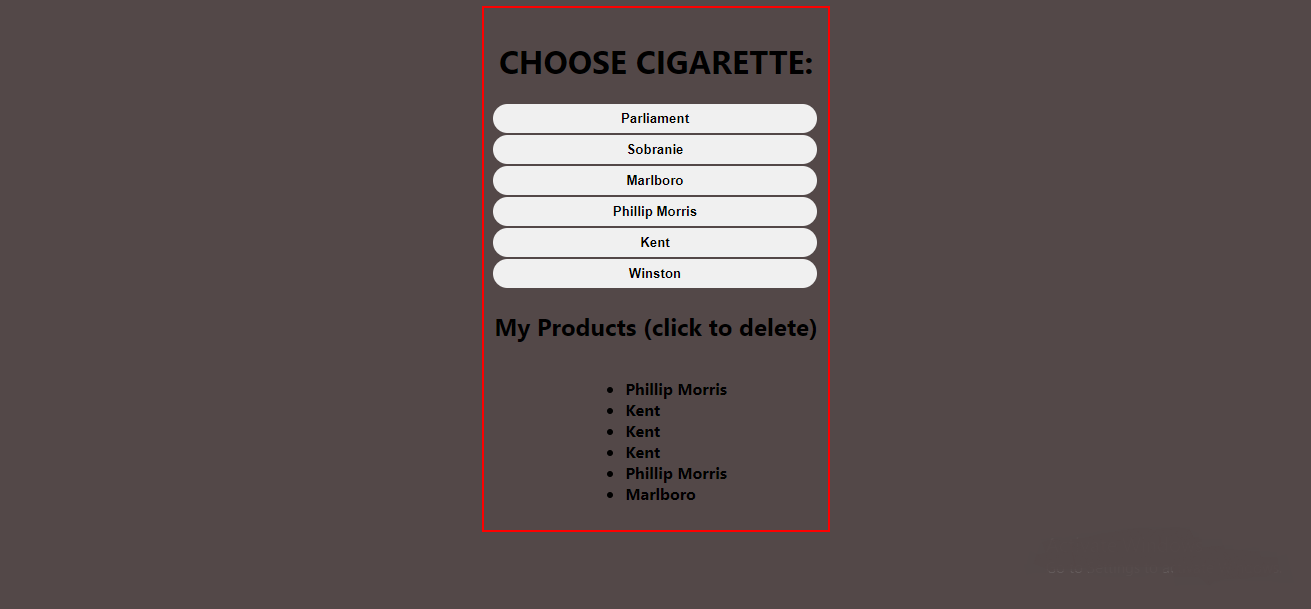 CHOOSE CIGARETTE:
Parliament
Sobranie
Marlboro
Phillip Morris
Kent
Winston
My Products (click to delete)
Phillip Morris
Kent
Kent
Kent
Phillip Morris
Marlboro